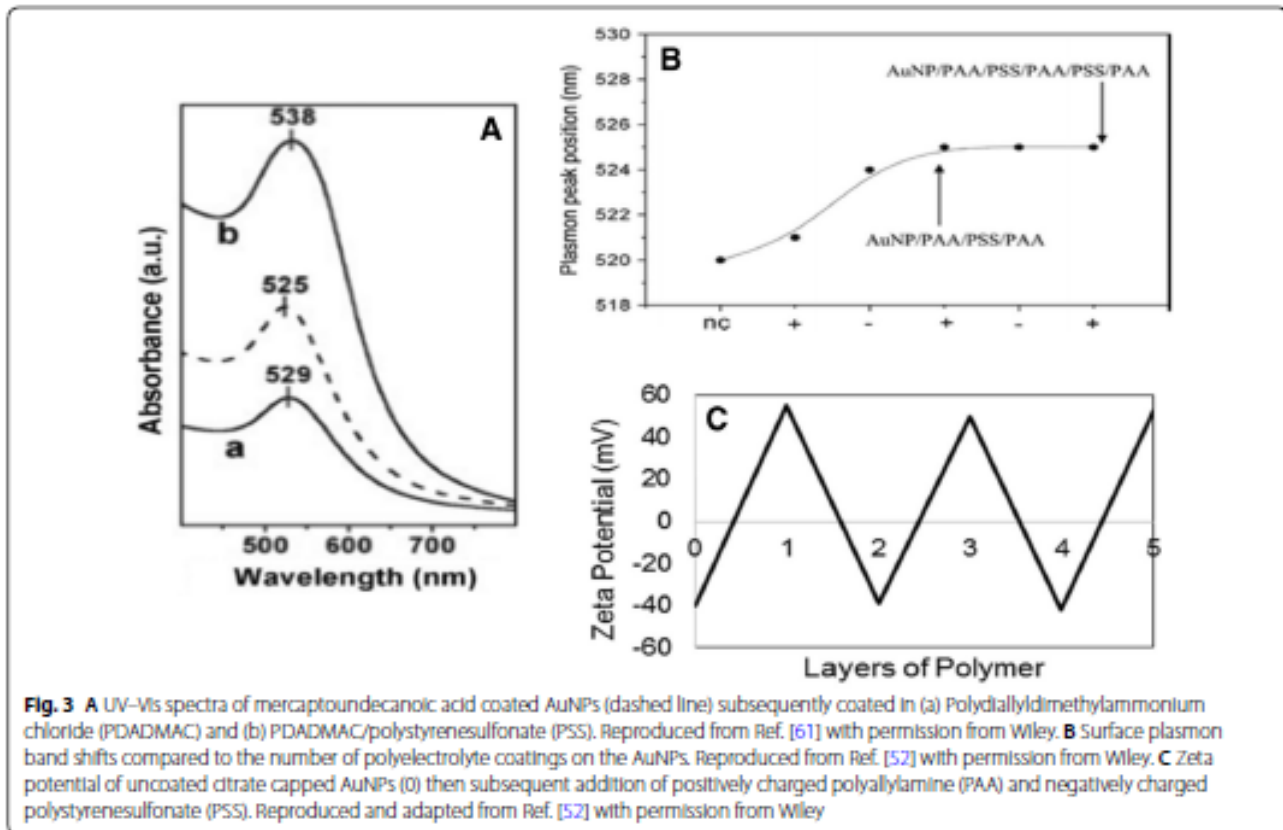 A
538
b
525
529
a
Absorbance (a.u.)
500 600 700
Wavelength (nm)
B
530
528
526
525
522
521
520
518
Plasmon peak position (nm)
AuNP/PAA/PSS/PAA/PSS/PAA
AuNP/PAA/PSS/PAA
nc + - + - +
C
60
40
20
0
-20
-40
-60
Zeta Potential (mV)
0 1 2 3 4 5
Layers of Polymer
Fig. 3 A UV–Vis spectra of mercaptoundecanoic acid coated AuNPs (dashed line) subsequently coated in (a) Polydiallyldimethylammonium
chloride (PDADMAC) and (b) PDADMAC/polystyrenesulfonate (PSS). Reproduced from Ref. [61] with permission from Wiley. B Surface plasmon
band shifts compared to the number of polyelectrolyte coatings on the AuNPs. Reproduced from Ref. [52] with permission from Wiley. C Zeta
potential of uncoated citrate capped AuNPs (0) then subsequent addition of positively charged polyallylamine (PAA) and negatively charged
polystyrenesulfonate (PSS). Reproduced and adapted from Ref. [52] with permission from Wiley